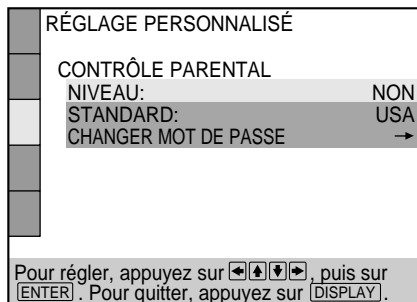 RÉGLAGE PERSONNALISÉ
CONTRÔLE PARENTAL
NIVEAU: NON
STANDARD: USA
CHANGER MOT DE PASSE →
Pour régler, appuyez sur ←↑↓→, puis sur
ENTER. Pour quitter, appuyez sur DISPLAY.